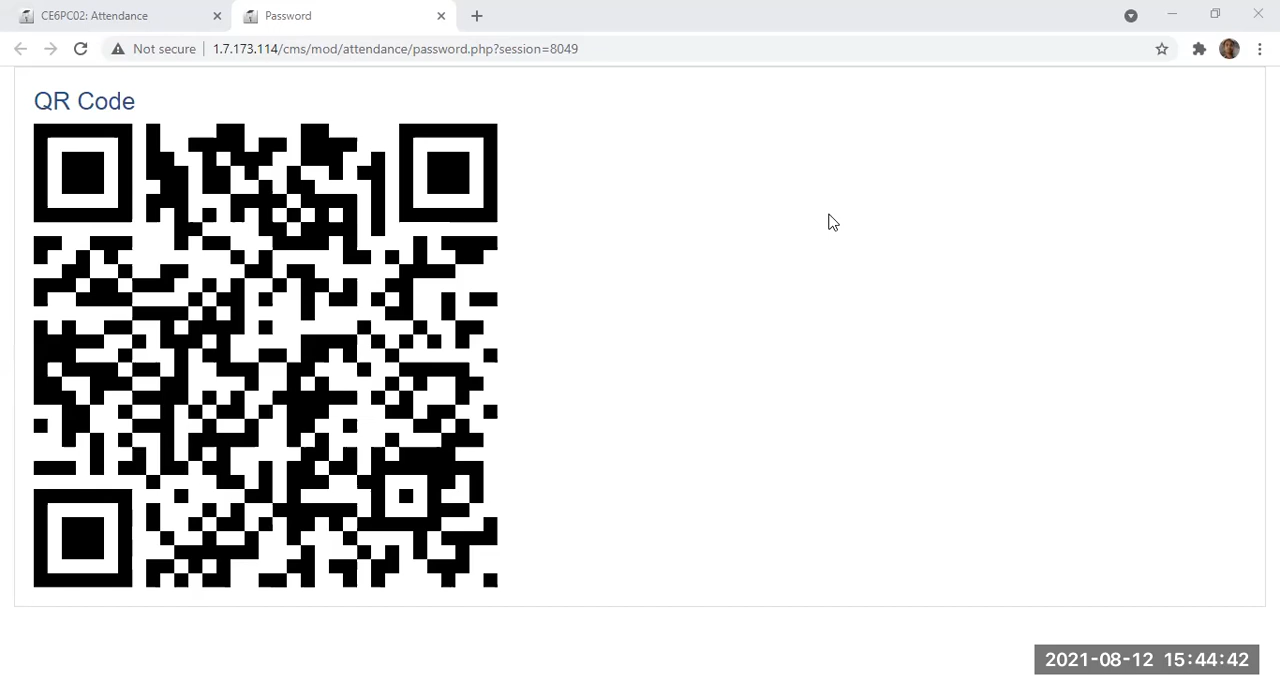 CE6PC02: Attendance
Password
Not secure
1.7.173.114/cms/mod/attendance/password.php?session=8049
QR Code
2021-08-12 15:44:42